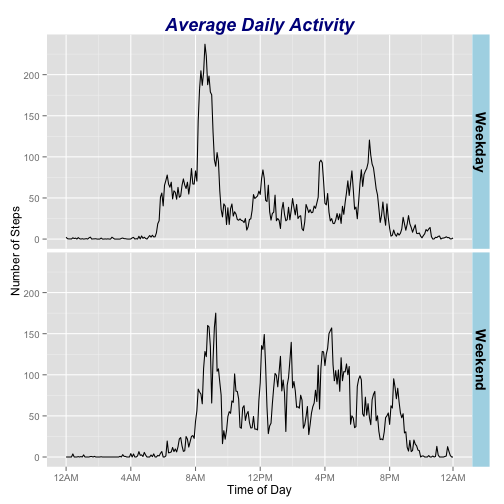 Average Daily Activity
Number of Steps
200
150
100
50
0
Weekday
200
150
100
50
0
Weekend
12AM 4AM 8AM 12PM 4PM 8PM 12AM
Time of Day